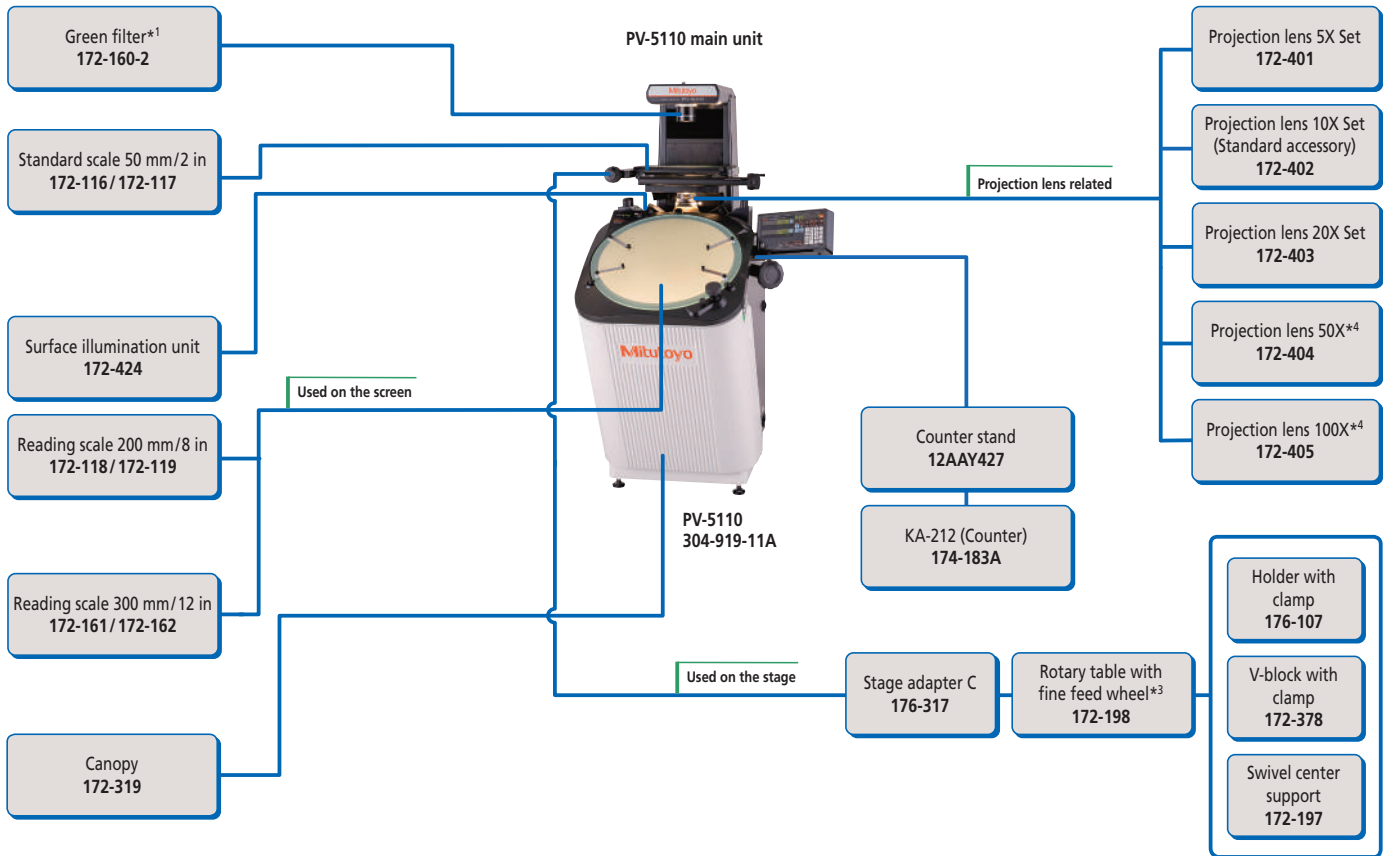 Green filter*1
172-160-2
PV-5110 main unit
Projection lens 5X Set
172-401
Mitutoyo
Standard scale 50 mm/2 in
172-116/172-117
Projection lens 10X Set
(Standard accessory)
172-402
Projection lens related
Projection lens 20X Set
172-403
Surface illumination unit
172-424
Projection lens 50X*4
172-404
Mitutoyo
Used on the screen
Reading scale 200 mm/8 in
172-118/172-119
Projection lens 100X*4
172-405
Counter stand
12AAY427
PV-5110
304-919-11A
KA-212 (Counter)
174-183A
Reading scale 300 mm/12 in
172-161/172-162
Holder with
clamp
176-107
Used on the stage
Stage adapter C
176-317
Rotary table with
fine feed wheel*3
172-198
V-block with
clamp
172-378
Canopy
172-319
Swivel center
support
172-197